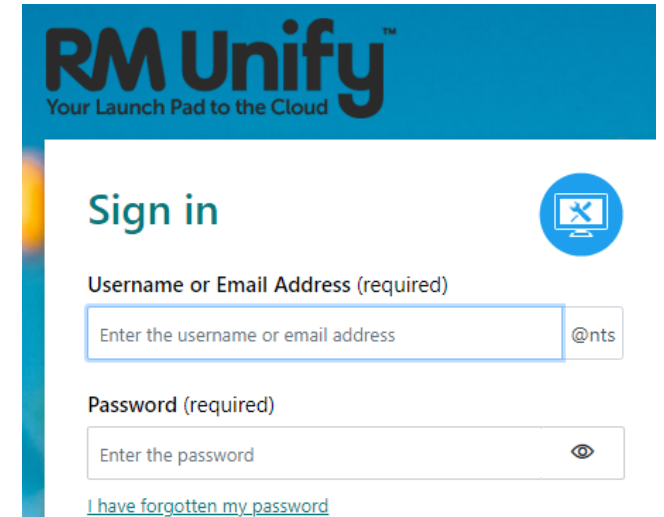 RM Unify™
Your Launch Pad to the Cloud
Sign in
Username or Email Address (required)
Enter the username or email address @nts
Password (required)
Enter the password
I have forgotten my password